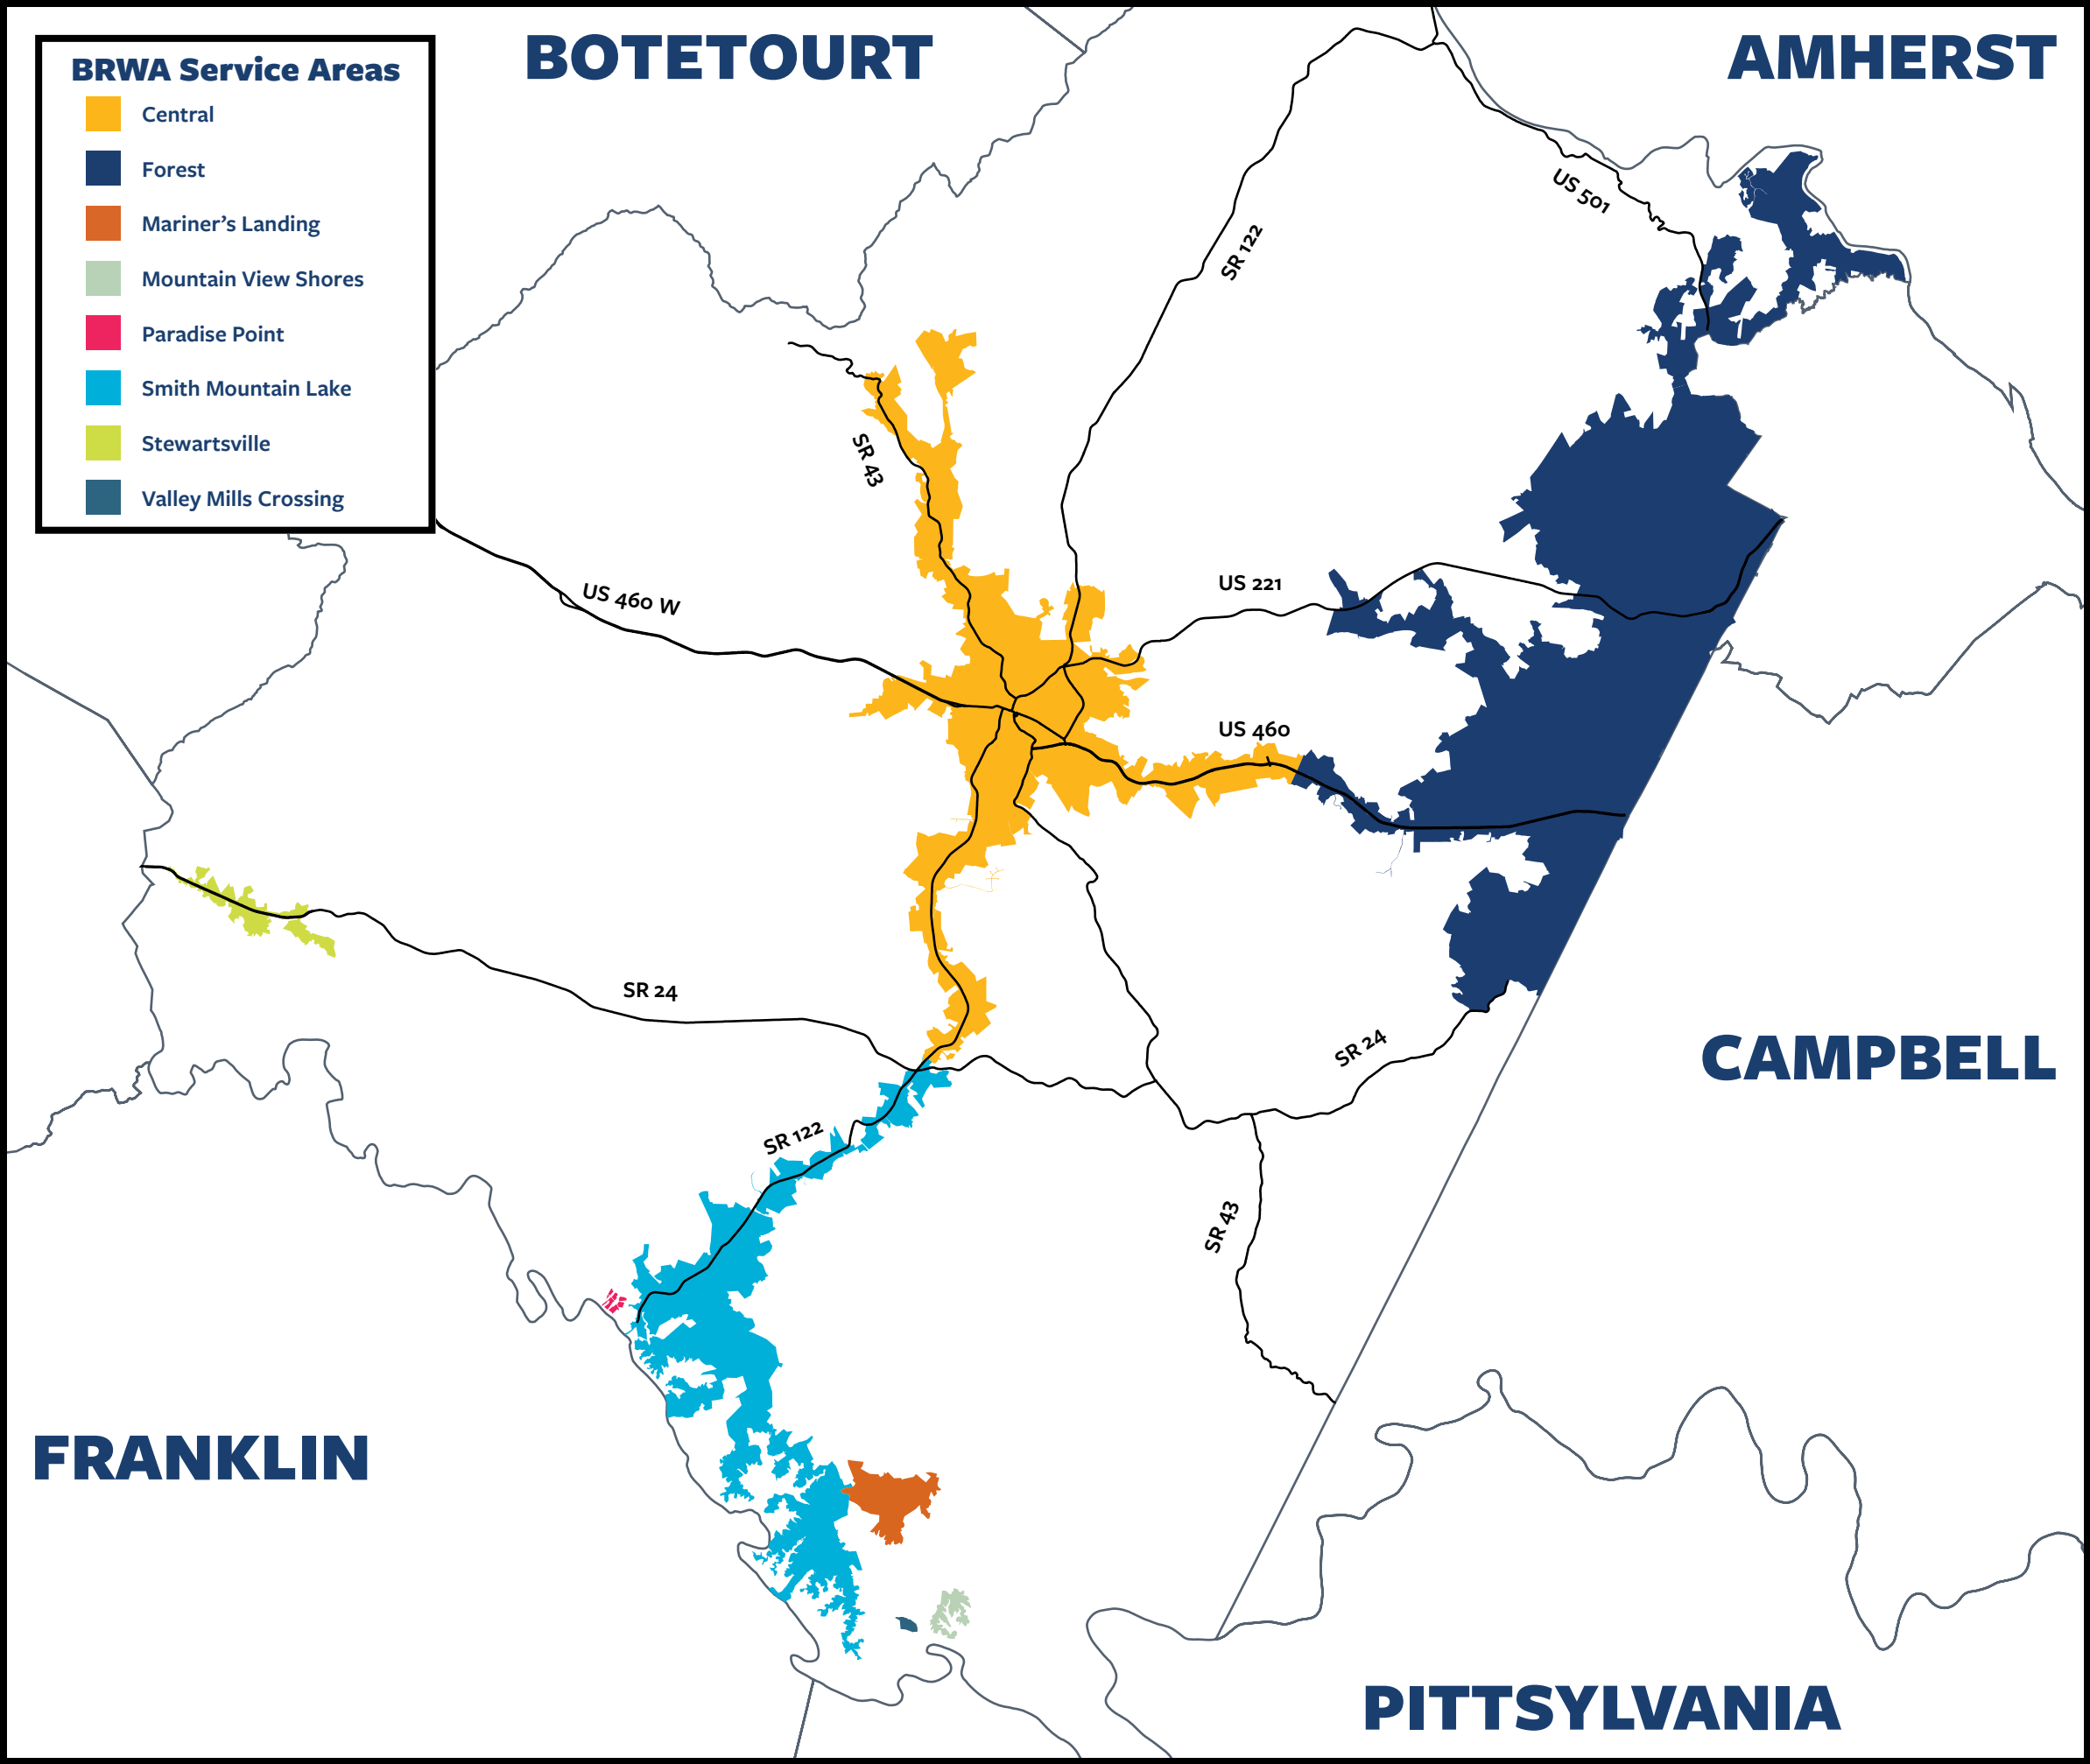 BOTETOURT
AMHERST
BRWA Service Areas
Central
Forest
Mariner’s Landing
Mountain View Shores
Paradise Point
Smith Mountain Lake
Stewartsville
Valley Mills Crossing
US 501
SR 122
SR 43
US 460 W
US 221
US 460
SR 24
SR 24
CAMPBELL
SR 122
SR 43
FRANKLIN
PITTSYLVANIA